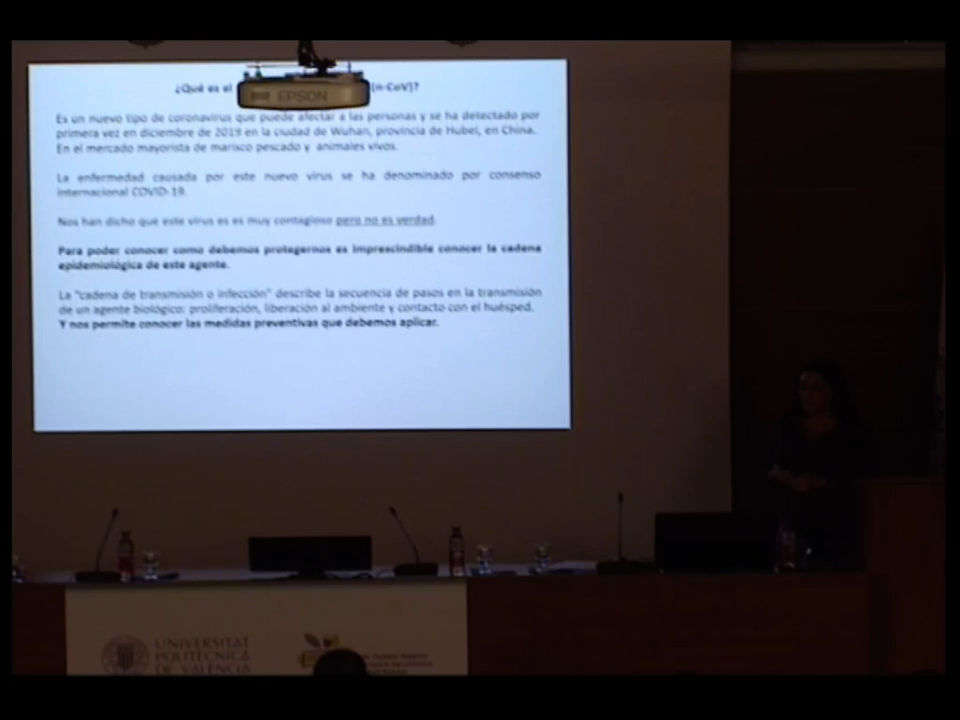 ¿Qué es el (n-CoV)?
EPSON
Es un nuevo tipo de coronavirus que puede afectar a las personas y se ha detectado por
primera vez en diciembre de 2019 en la ciudad de Wuhan, provincia de Hubei, en China.
En el mercado mayorista de marisco pescado y animales vivos.
La enfermedad causada por este nuevo virus se ha denominado por consenso
internacional COVID-19.
Nos han dicho que este virus es es muy contagioso pero no es verdad.
Para poder conocer como debemos protegernos es imprescindible conocer la cadena
epidemiológica de este agente.
La "cadena de transmisión o infección" describe la secuencia de pasos en la transmisión
de un agente biológico: proliferación, liberación al ambiente y contacto con el huésped.
Y nos permite conocer las medidas preventivas que debemos aplicar.
UNIVERSITAT
POLITÈCNICA
DE VALÈNCIA